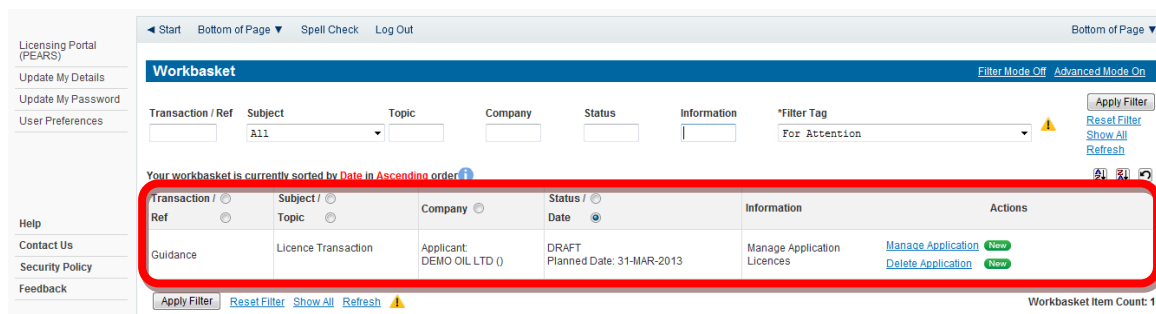 ◄ Start Bottom of Page ▼ Spell Check Log Out Bottom of Page ▼
Licensing Portal
(PEARS)
Update My Details
Update My Password
User Preferences
Help
Contact Us
Security Policy
Feedback
Workbasket Filter Mode Off Advanced Mode On
Transaction / Ref Subject Topic Company Status Information *Filter Tag
All For Attention
Apply Filter
Reset Filter
Show All
Refresh
Your workbasket is currently sorted by Date in Ascending order
Transaction / Subject / Company Status / Information Actions
Ref Topic Date
Guidance Licence Transaction Applicant: DRAFT Manage Application Manage Application New
DEMO OIL LTD () Planned Date: 31-MAR-2013 Licences Delete Application New
Apply Filter Reset Filter Show All Refresh Workbasket Item Count: 1